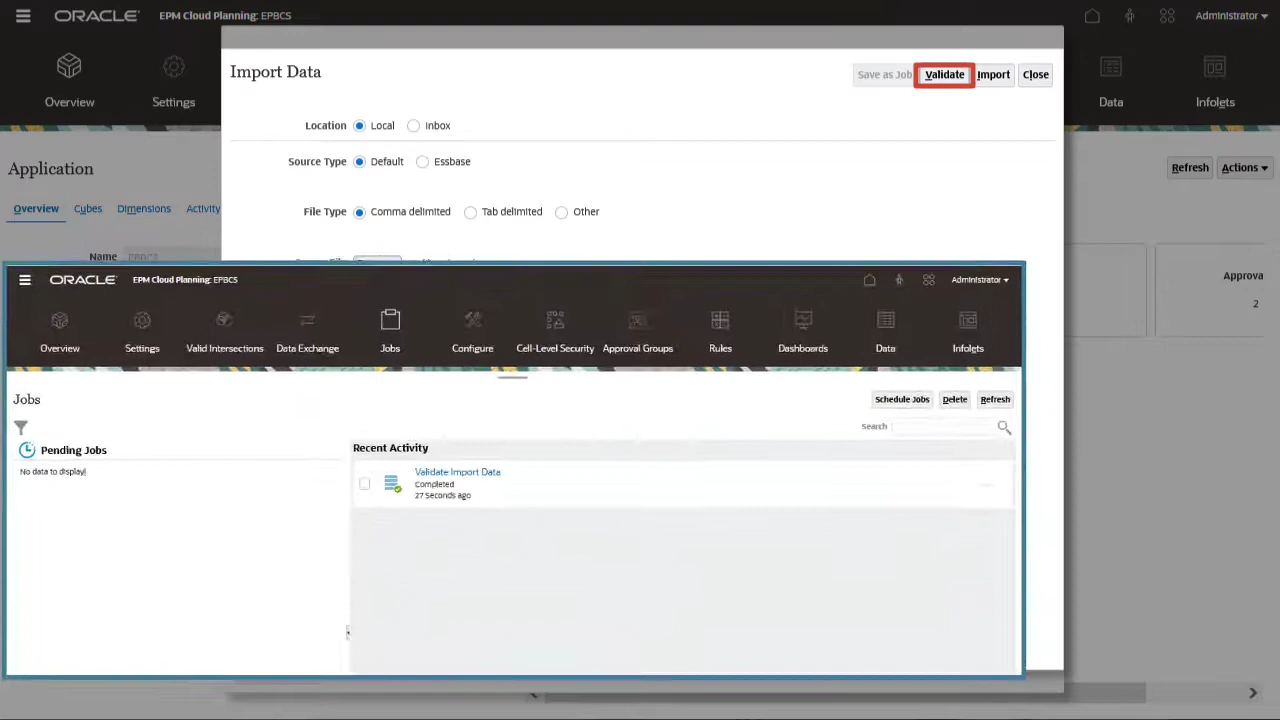 ORACLE EPM Cloud Planning: EPBCS Administrator
Overview Settings Data Infolets
Import Data
Save as Job Validate Import Close
Location Local Inbox
Source Type Default Essbase
File Type Comma delimited Tab delimited Other
Application
Refresh Actions
Overview Cubes Dimensions Activity
Name EPBCS
Approva
2
ORACLE EPM Cloud Planning: EPBCS Administrator
Overview Settings Valid Intersections Data Exchange Jobs Configure Cell-Level Security Approval Groups Rules Dashboards Data Infolets
Jobs
Schedule Jobs Delete Refresh
Search
Pending Jobs
No data to display!
Recent Activity
Validate Import Data
Completed
27 Seconds ago